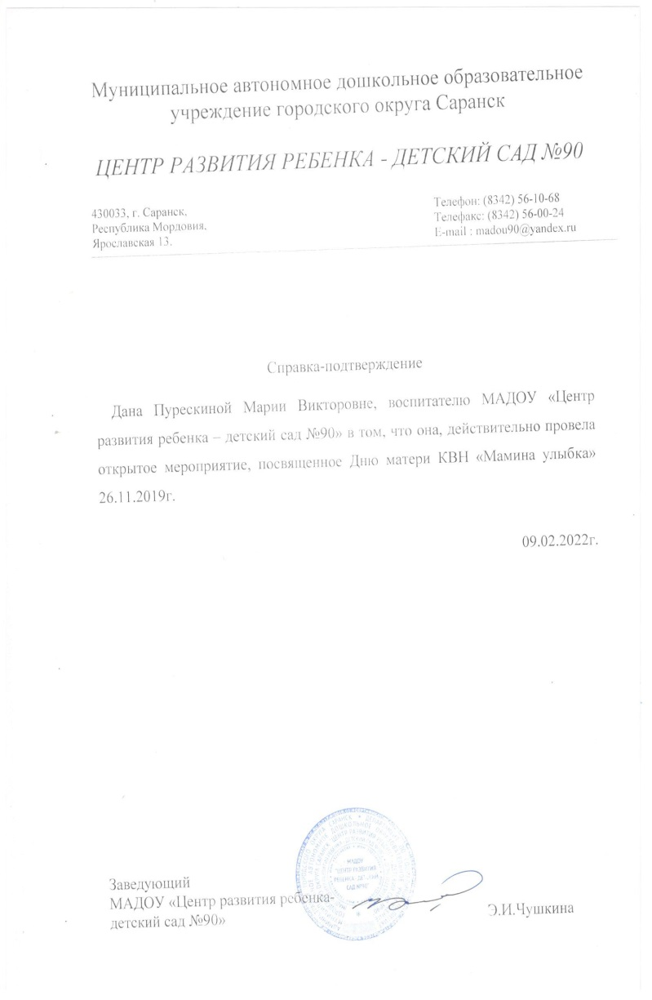 Муниципальное автономное дошкольное образовательное
учреждение городского округа Саранск
ЦЕНТР РАЗВИТИЯ РЕБЕНКА - ДЕТСКИЙ САД №90
430033, г. Саранск,
Республика Мордовия.
Ярославская 13.
Телефон: (8342) 56-10-68
Телефакс: (8342) 56-00-24
E-mail : madou90@yandex.ru
Справка-подтверждение
Дана Пурескиной Марии Викторовне, воспитателю МАДОУ «Центр
развития ребенка – детский сад №90» в том, что она, действительно провела
открытое мероприятие, посвященное Дню матери КВН «Мамина улыбка»
26.11.2019г.
09.02.2022г.
МАДОУ
"ЦЕНТР РАЗВИТИЯ
РЕБЕНКА - ДЕТСКИЙ
САД №90"
Заведующий
МАДОУ «Центр развития ребенка-
детский сад №90»
Э.И.Чушкина